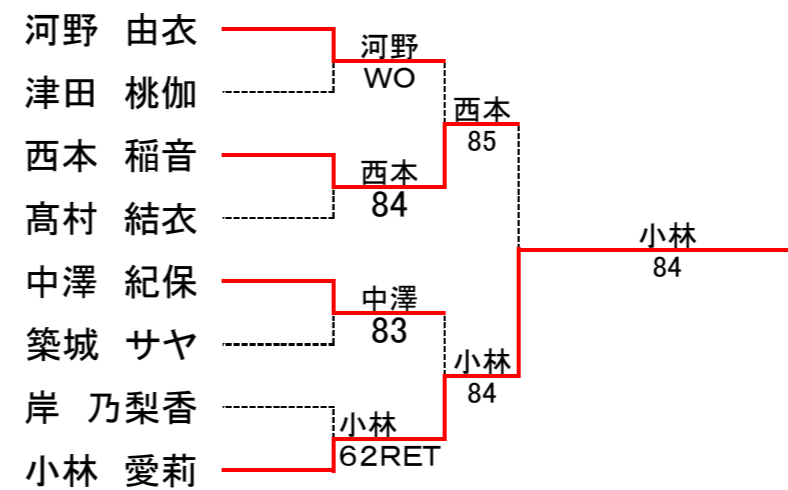 河野 由衣
津田 桃伽
西本 稲音
髙村 結衣
中澤 紀保
築城 サヤ
岸 乃梨香
小林 愛莉
河野
WO
西本
84
中澤
83
小林
62RET
西本
85
小林
84
小林
84